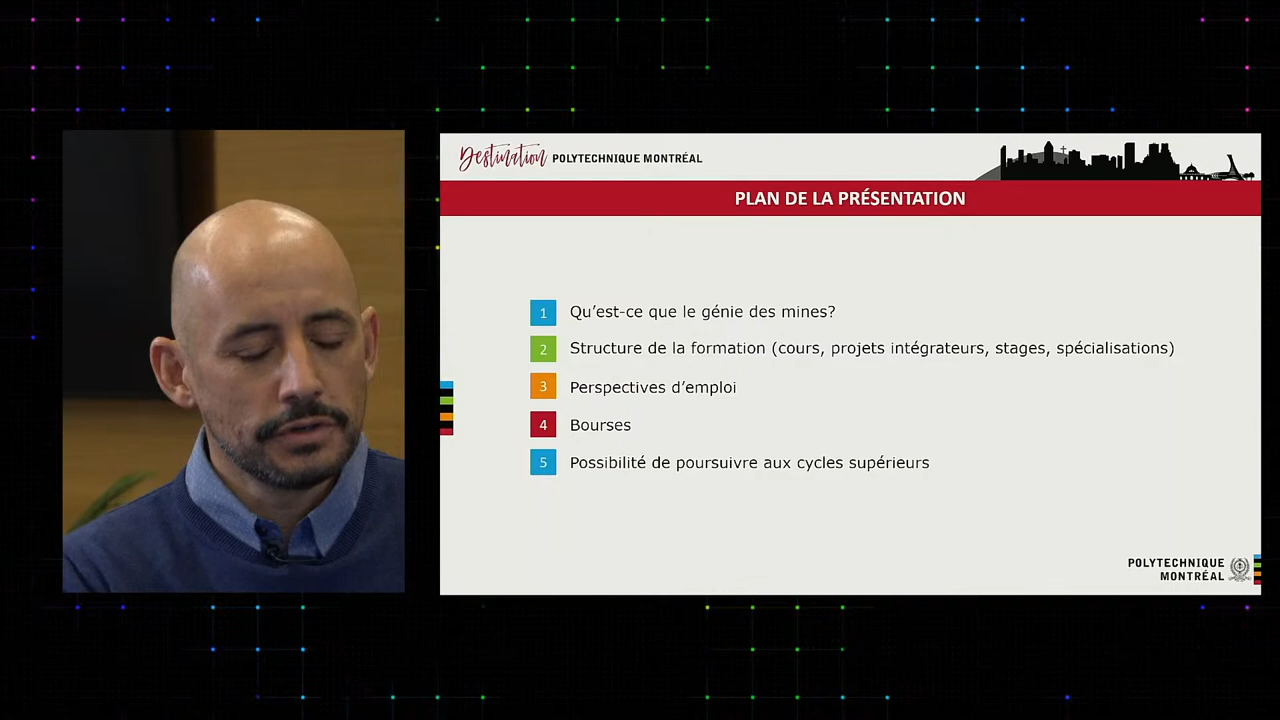 Destination POLYTECHNIQUE MONTRÉAL
PLAN DE LA PRÉSENTATION
1 Qu’est-ce que le génie des mines?
2 Structure de la formation (cours, projets intégrateurs, stages, spécialisations)
3 Perspectives d’emploi
4 Bourses
5 Possibilité de poursuivre aux cycles supérieurs
POLYTECHNIQUE
MONTRÉAL